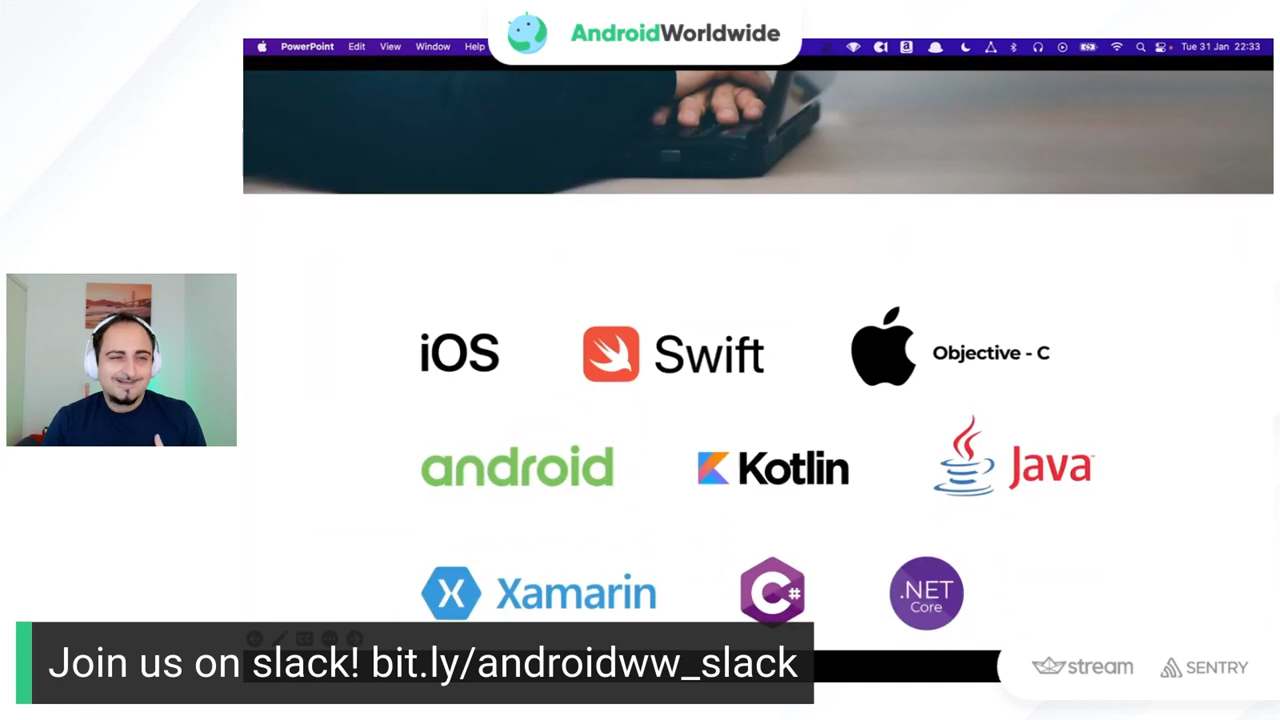 AndroidWorldwide
PowerPoint Edit View Window Help
Tue 31 Jan 22:33
iOS
Swift
Objective - C
android
Kotlin
Java
Xamarin
C#
.NET
Core
CC
Join us on slack! bit.ly/androidww_slack
stream
SENTRY